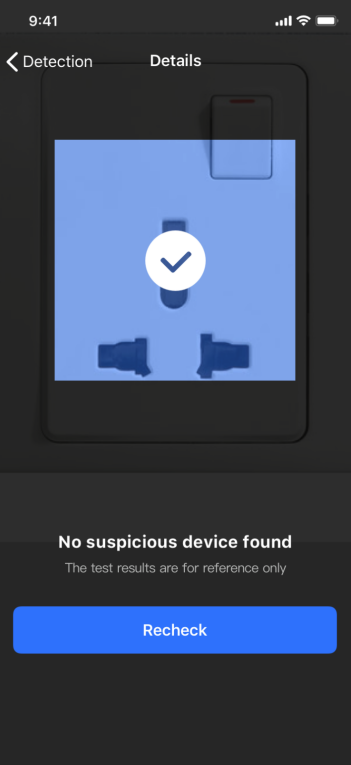 9:41
Detection
Details
No suspicious device found
The test results are for reference only
Recheck